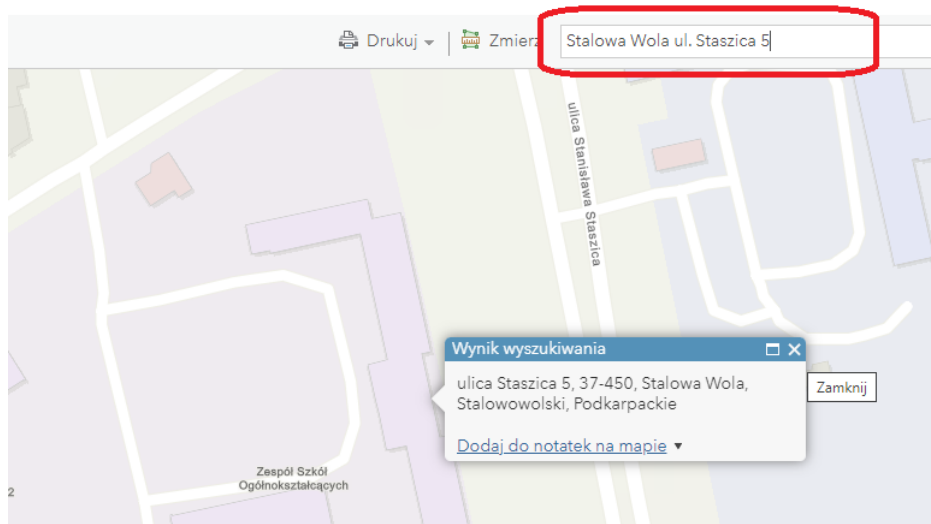 Drukuj
Zmierz
Stalowa Wola ul. Staszica 5
ulica Stanisława Staszica
Wynik wyszukiwania
ulica Staszica 5, 37-450, Stalowa Wola,
Stalowowolski, Podkarpackie
Zamknij
Dodaj do notatek na mapie
Zespół Szkół
Ogólnokształcących
2